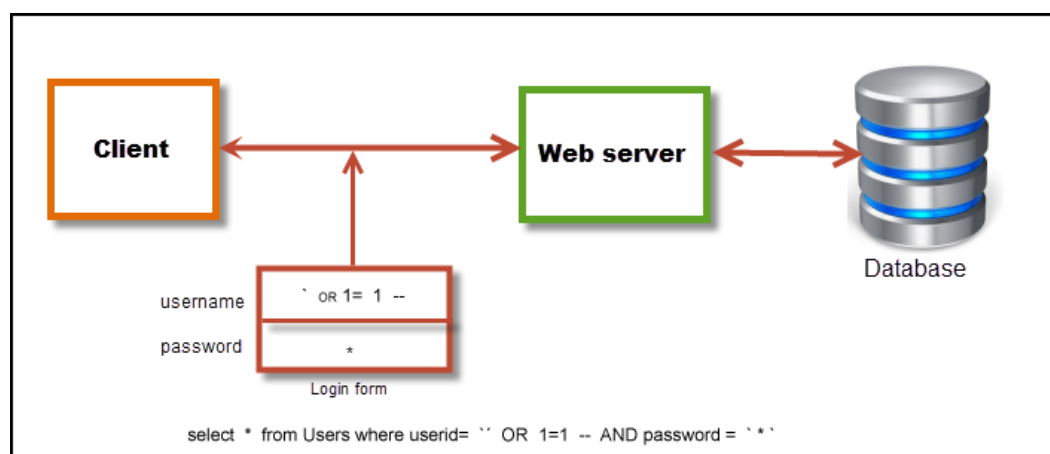 Client
Web server
Database
username
` OR 1= 1 --
password
*
Login form
select * from Users where userid= `´ OR 1=1 -- AND password = ` * `